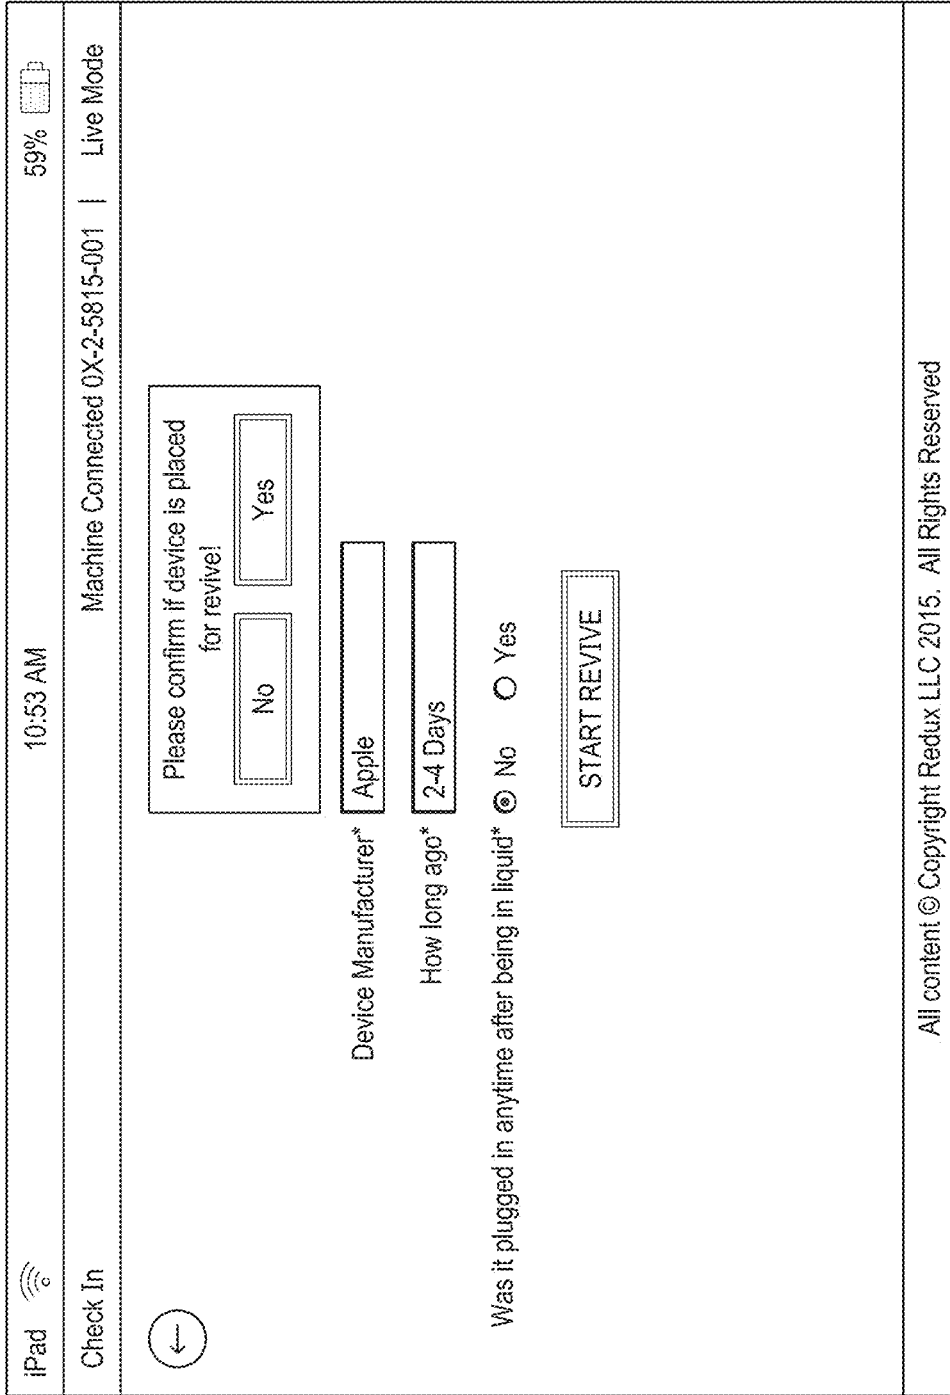 iPad 10:53 AM 59%
Check In Machine Connected 0X-2-5815-001 | Live Mode
Please confirm if device is placed
for revive!
No Yes
Device Manufacturer* Apple
How long ago* 2-4 Days
Was it plugged in anytime after being in liquid* No Yes
START REVIVE
All content © Copyright Redux LLC 2015. All Rights Reserved